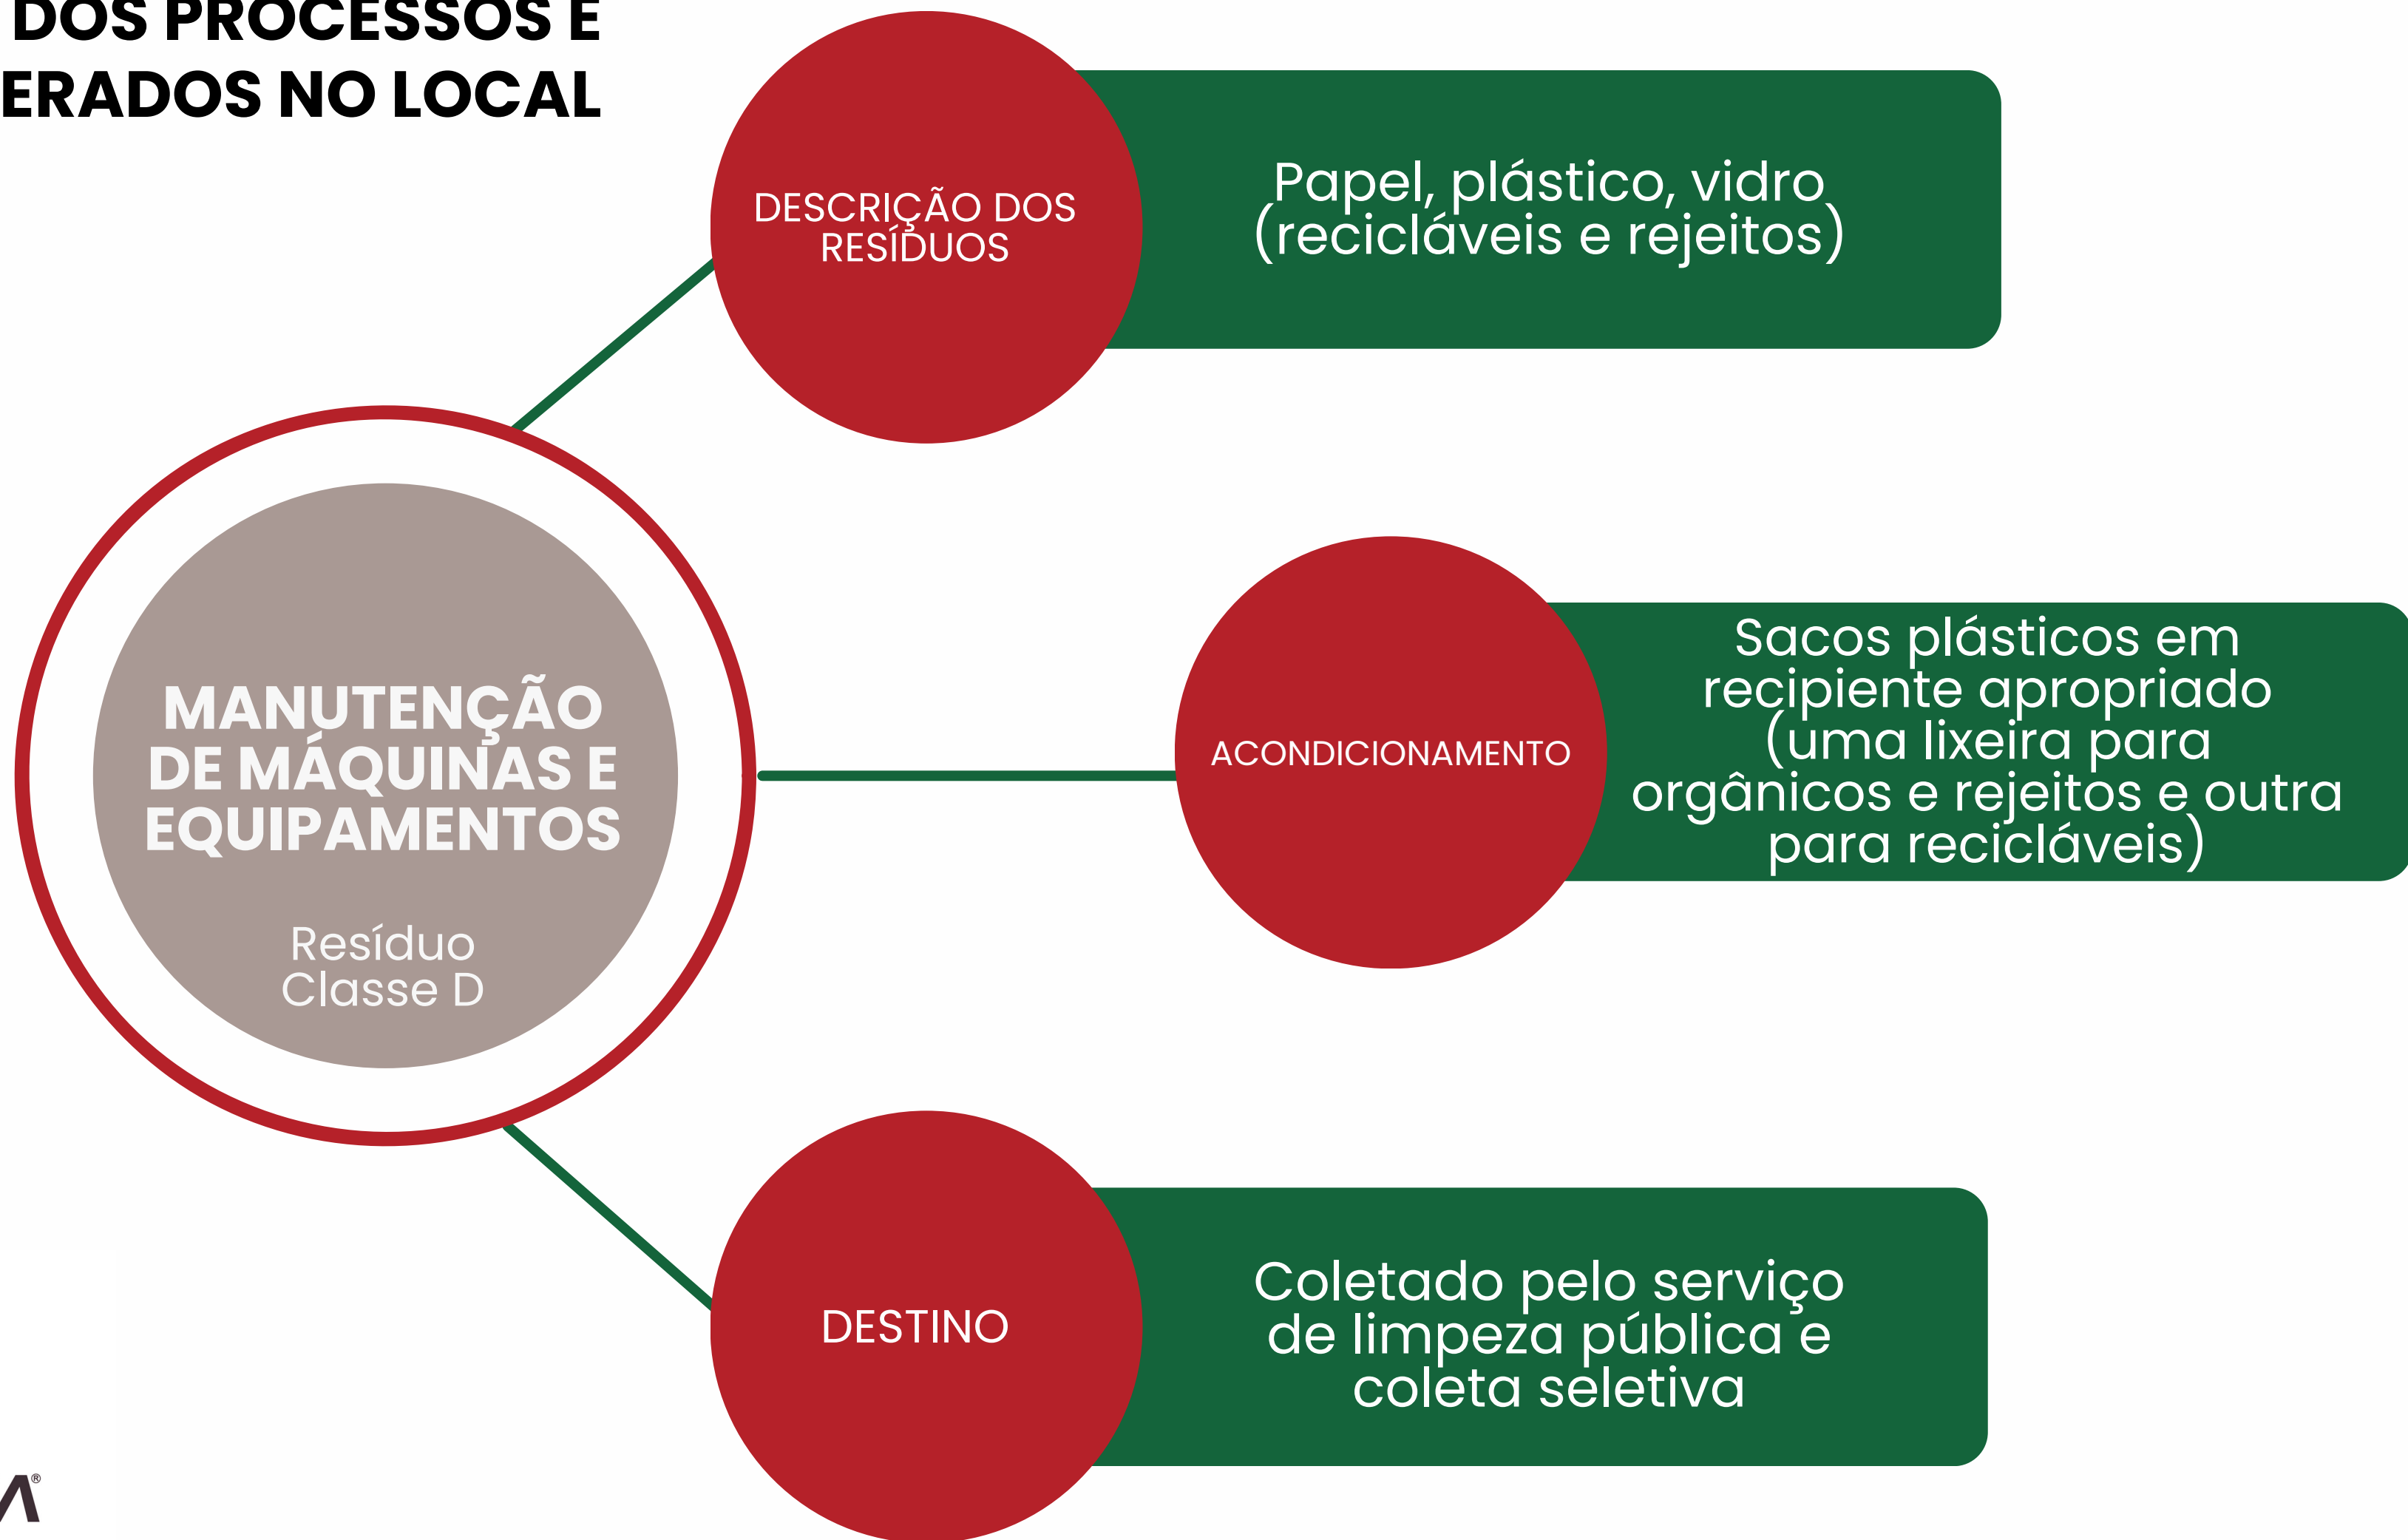 DOS PROCESSOS E
ERADOS NO LOCAL
DESCRIÇÃO DOS
RESÍDUOS
Papel, plástico, vidro
(recicláveis e rejeitos)
MANUTENÇÃO
DE MÁQUINAS E
EQUIPAMENTOS
Resíduo
Classe D
ACONDICIONAMENTO
Sacos plásticos em
recipiente apropriado
(uma lixeira para
orgânicos e rejeitos e outra
para recicláveis)
DESTINO
Coletado pelo serviço
de limpeza pública e
coleta seletiva